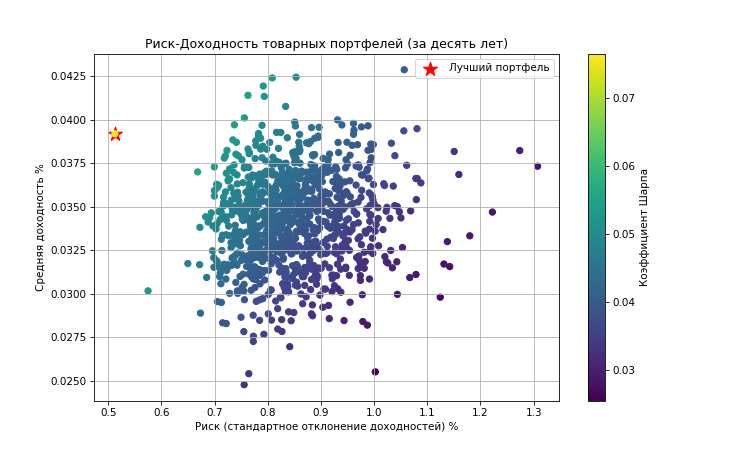 Риск-Доходность товарных портфелей (за десять лет)
Лучший портфель
Средняя доходность %
0.0425
0.0400
0.0375
0.0350
0.0325
0.0300
0.0275
0.0250
0.5 0.6 0.7 0.8 0.9 1.0 1.1 1.2 1.3
Риск (стандартное отклонение доходностей) %
0.07
0.06
0.05
0.04
0.03
Коэффициент Шарпа